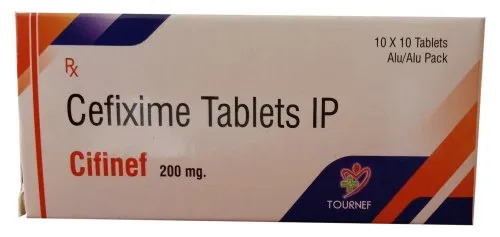 10 X 10 Tablets
Alu/Alu Pack
Rx
Cefixime Tablets IP
Cifinef 200 mg.
TOURNEF